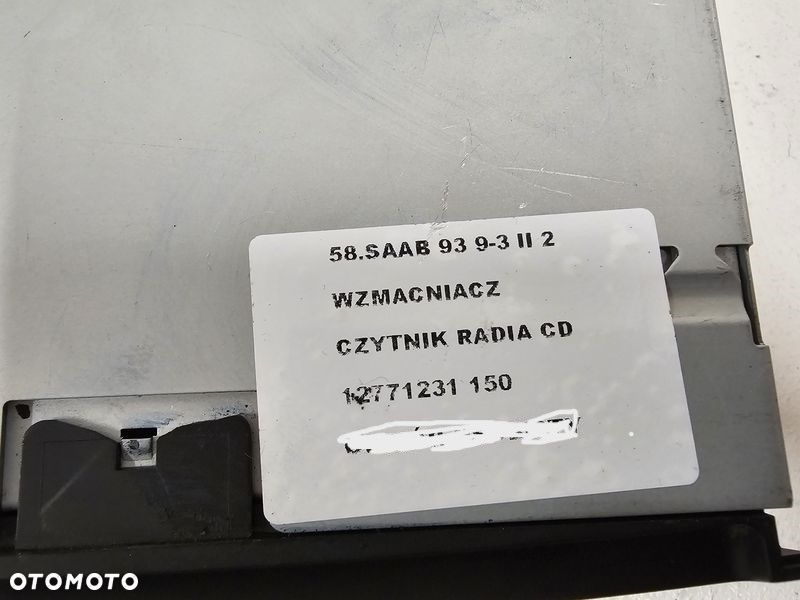 58.SAAB 93 9-3 II 2
WZMACNIACZ
CZYTNIK RADIA CD
12771231 150
OTOMOTO